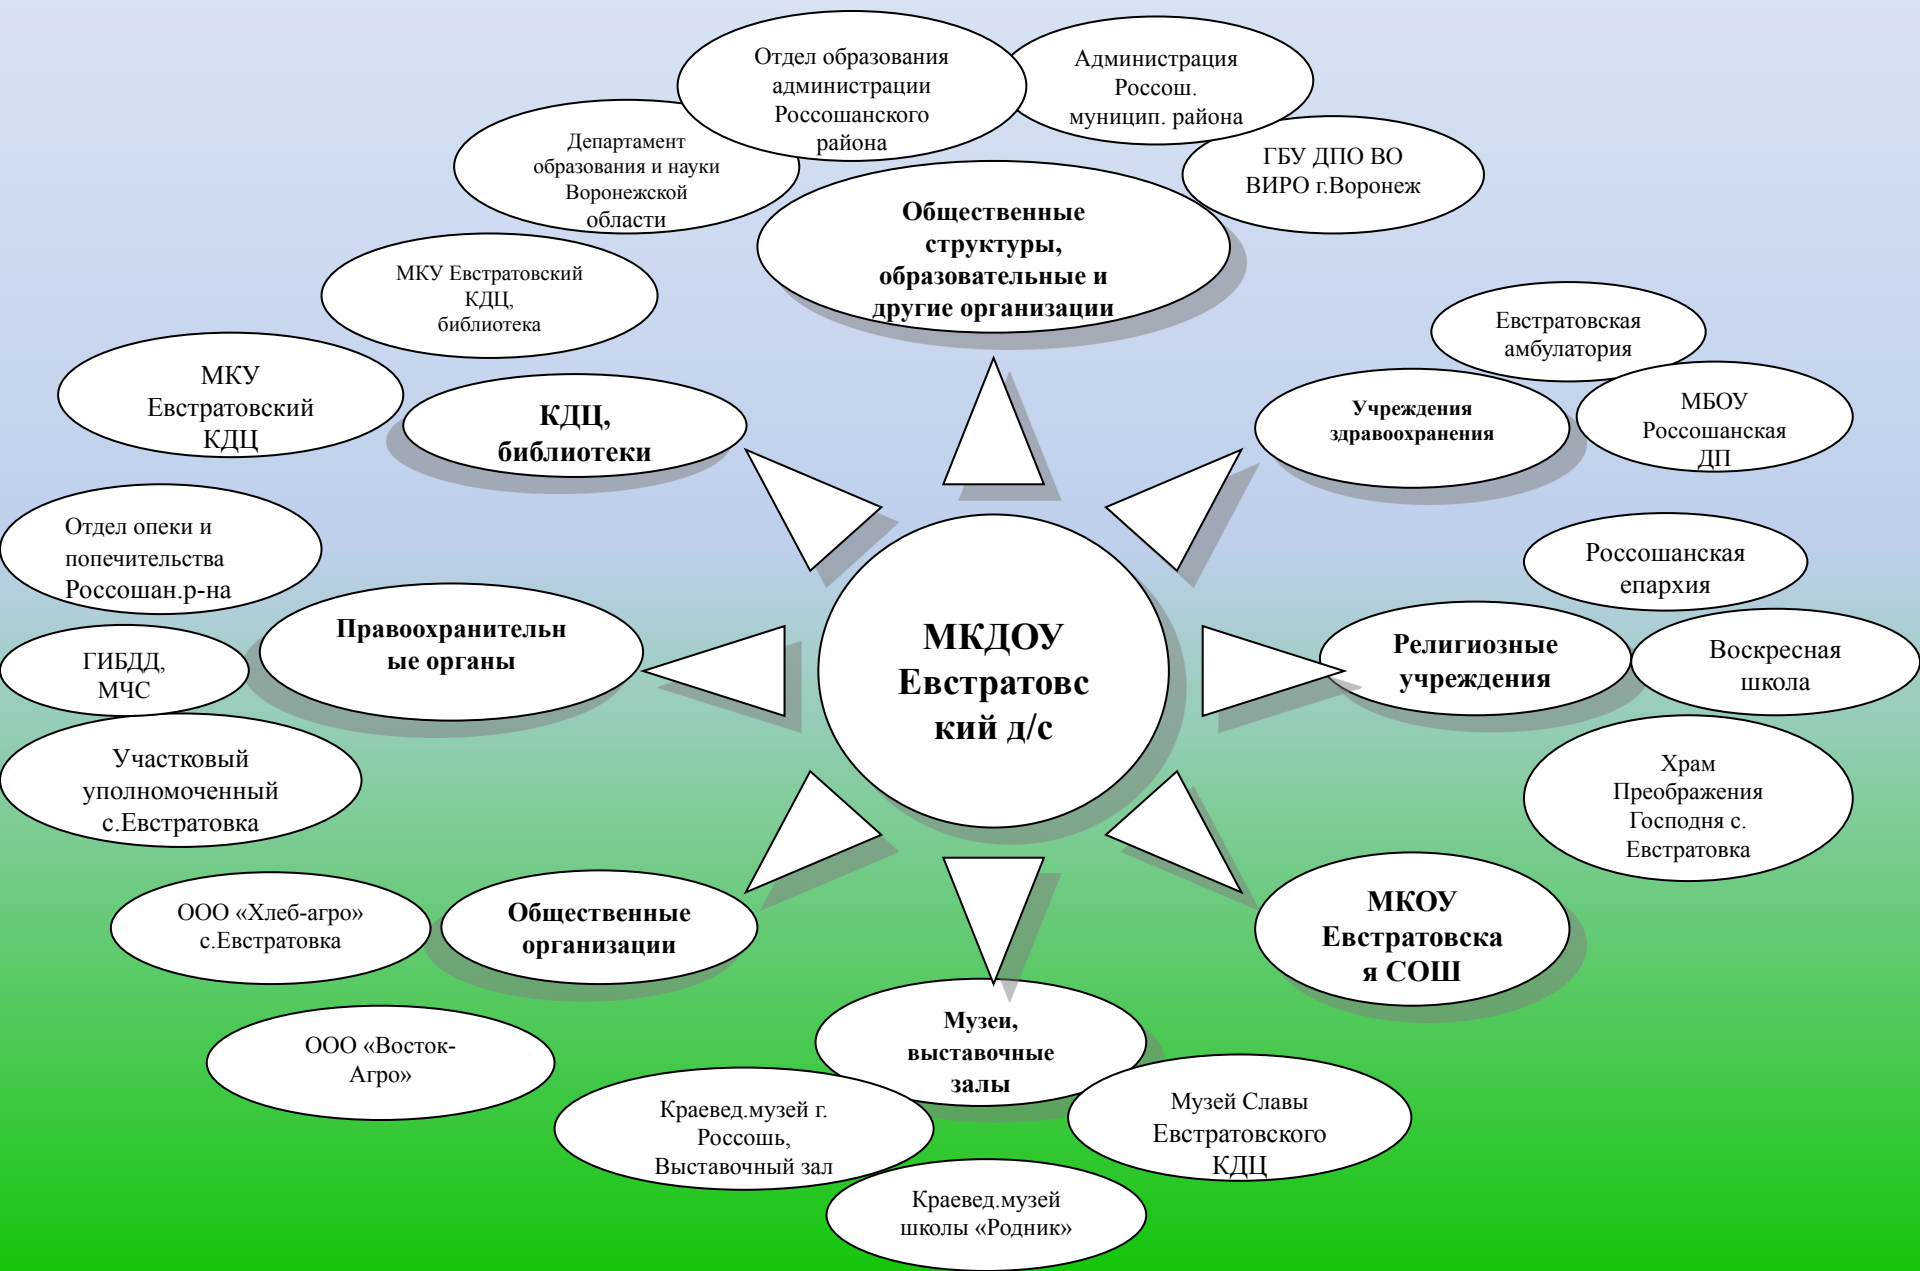 Отдел образования
администрации
Россошанского
района
Администрация
Россош.
муницип. района
Департамент
образования и науки
Воронежской
области
ГБУ ДПО ВО
ВИРО г.Воронеж
Общественные
структуры,
образовательные и
другие организации
МКУ Евстратовский
КДЦ,
библиотека
Евстратовская
амбулатория
МКУ
Евстратовский
КДЦ
КДЦ,
библиотеки
Учреждения
здравоохранения
МБОУ
Россошанская
ДП
Отдел опеки и
попечительства
Россошан.р-на
Россошанская
епархия
Правоохранительн
ые органы
МКДОУ
Евстратовс
кий д/с
Религиозные
учреждения
Воскресная
школа
ГИБДД,
МЧС
Участковый
уполномоченный
с.Евстратовка
Храм
Преображения
Господня с.
Евстратовка
ООО «Хлеб-агро»
с.Евстратовка
Общественные
организации
МКОУ
Евстратовска
я СОШ
ООО «Восток-
Агро»
Музеи,
выставочные
залы
Краевед.музей г.
Россошь,
Выставочный зал
Музей Славы
Евстратовского
КДЦ
Краевед.музей
школы «Родник»